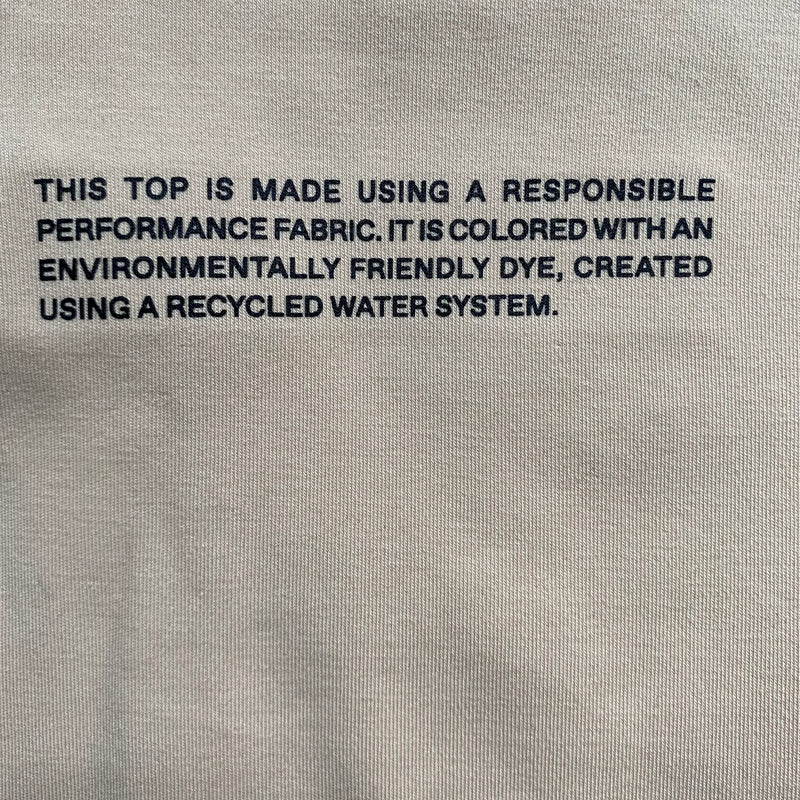 THIS TOP IS MADE USING A RESPONSIBLE
PERFORMANCE FABRIC. IT IS COLORED WITH AN
ENVIRONMENTALLY FRIENDLY DYE, CREATED
USING A RECYCLED WATER SYSTEM.